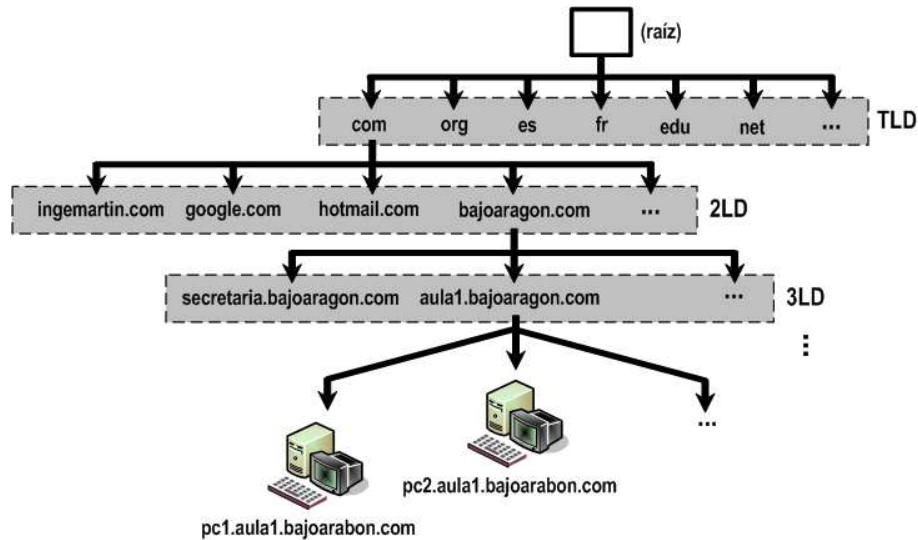 (raíz)
com org es fr edu net ...
TLD
ingemartin.com google.com hotmail.com bajoaragon.com ...
2LD
secretaria.bajoaragon.com aula1.bajoaragon.com ...
3LD
...
...
pc2.aula1.bajoarabon.com
pc1.aula1.bajoarabon.com